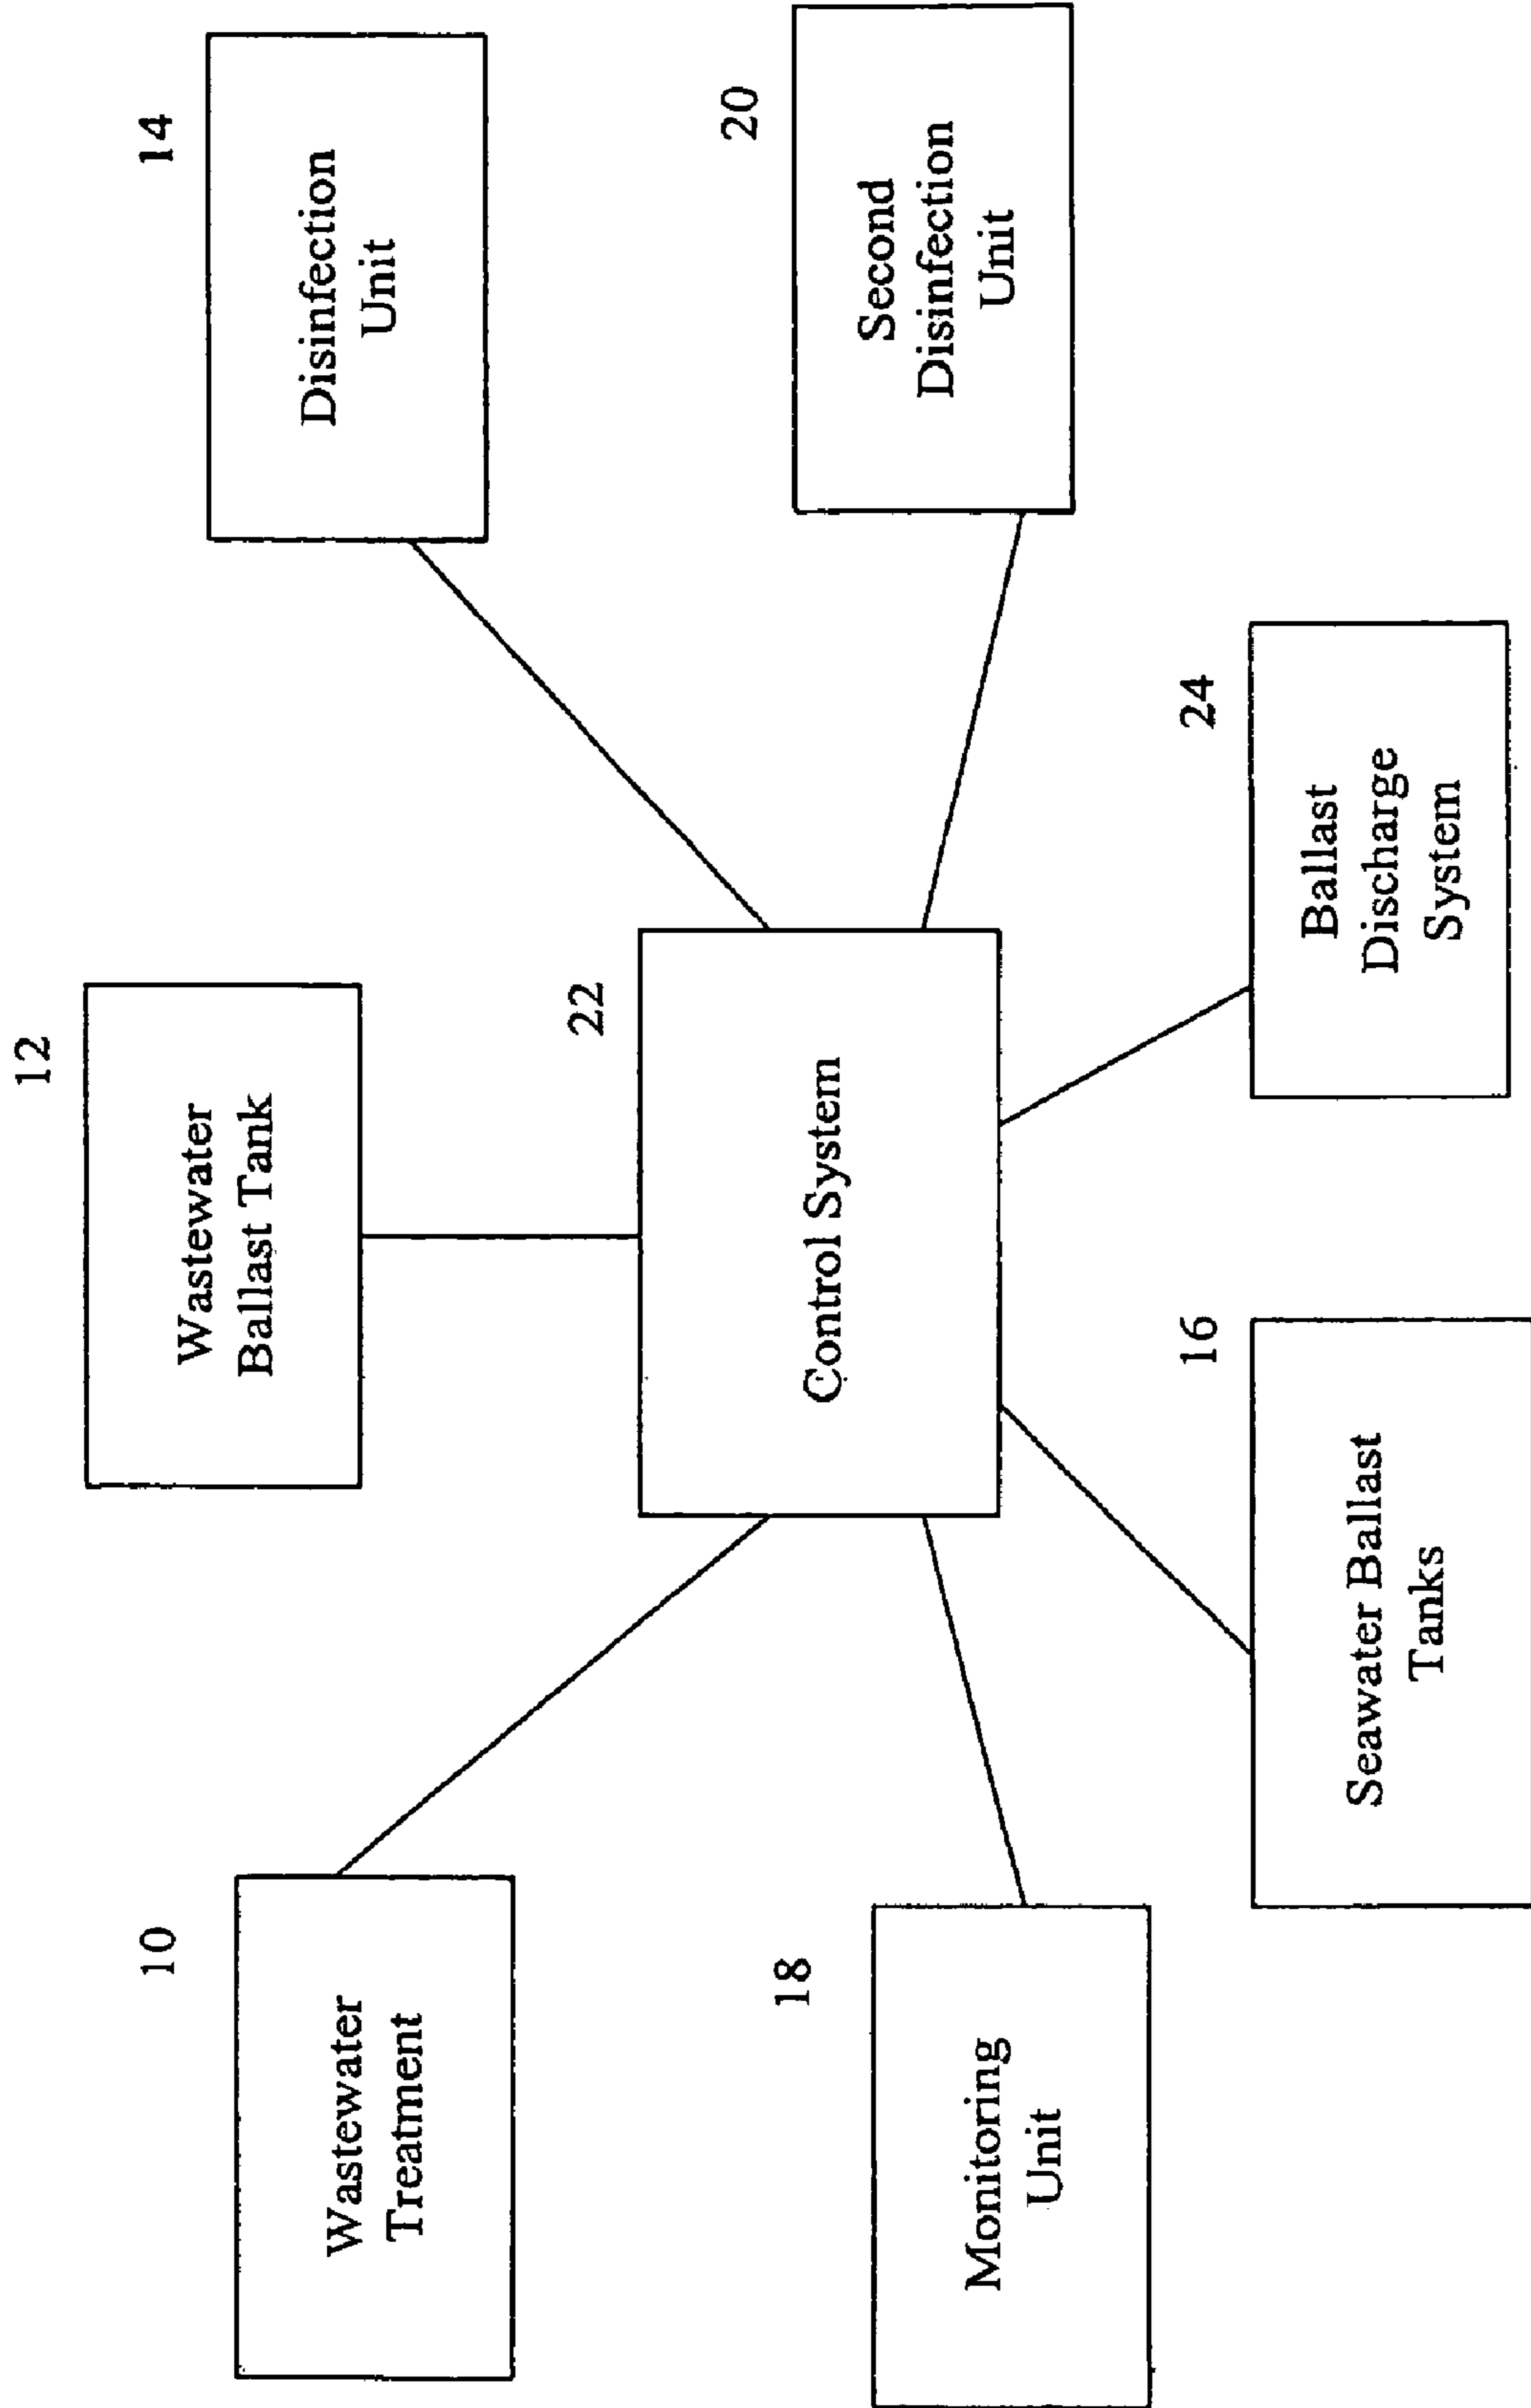 12
Wastewater
Ballast Tank
10
Wastewater
Treatment
14
Disinfection
Unit
22
Control System
18
Monitoring
Unit
20
Second
Disinfection
Unit
16
Seawater Ballast
Tanks
24
Ballast
Discharge
System